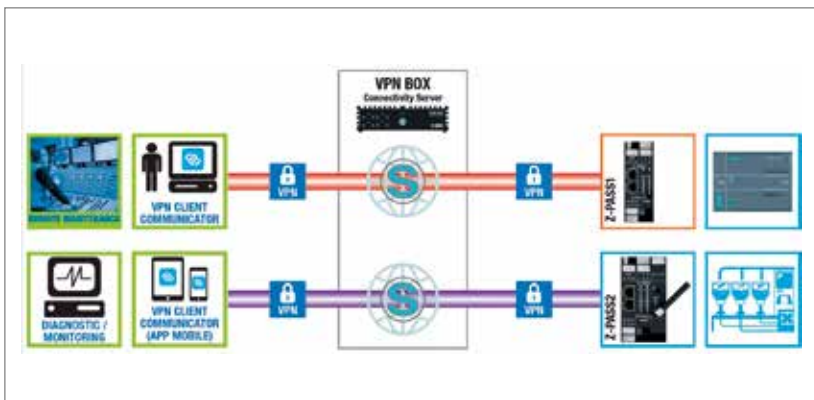 VPN BOX
Connectivity Server
REMOTE MAINTENANCE
VPN CLIENT
COMMUNICATOR
VPN
VPN
Z-PASS1
DIAGNOSTIC /
MONITORING
VPN CLIENT
COMMUNICATOR
(APP MOBILE)
VPN
VPN
Z-PASS2
S
S